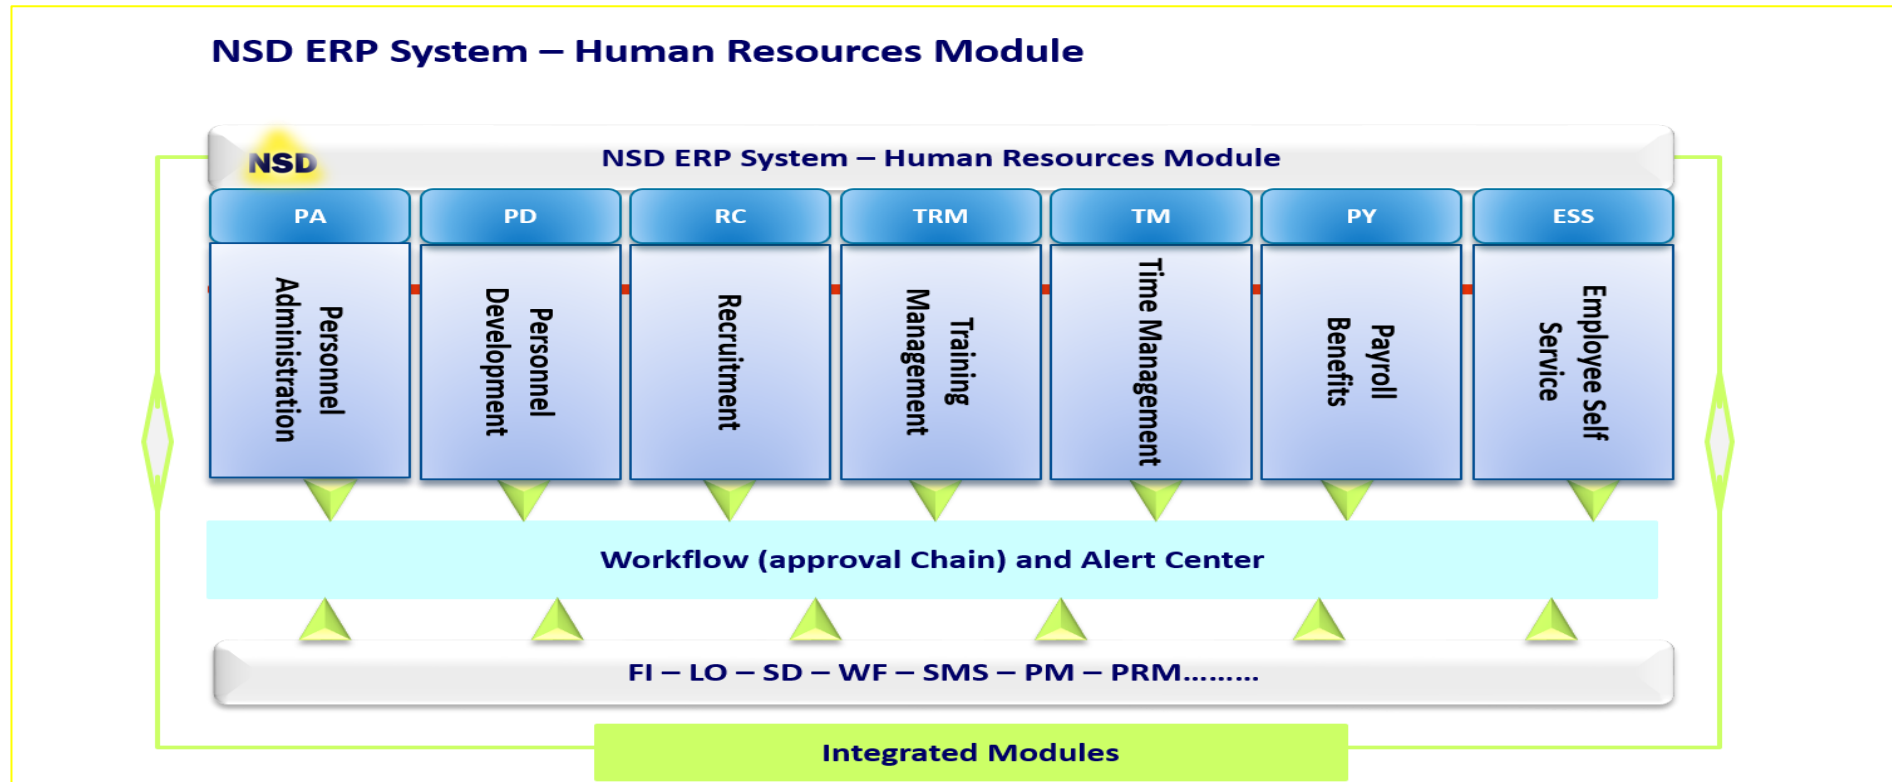 NSD ERP System – Human Resources Module
NSD
NSD ERP System – Human Resources Module
PA
PD
RC
TRM
TM
PY
ESS
Personnel
Administration
Personnel
Development
Recruitment
Training
Management
Time Management
Payroll
Benefits
Employee Self
Service
Workflow (approval Chain) and Alert Center
FI – LO – SD – WF – SMS – PM – PRM………
Integrated Modules